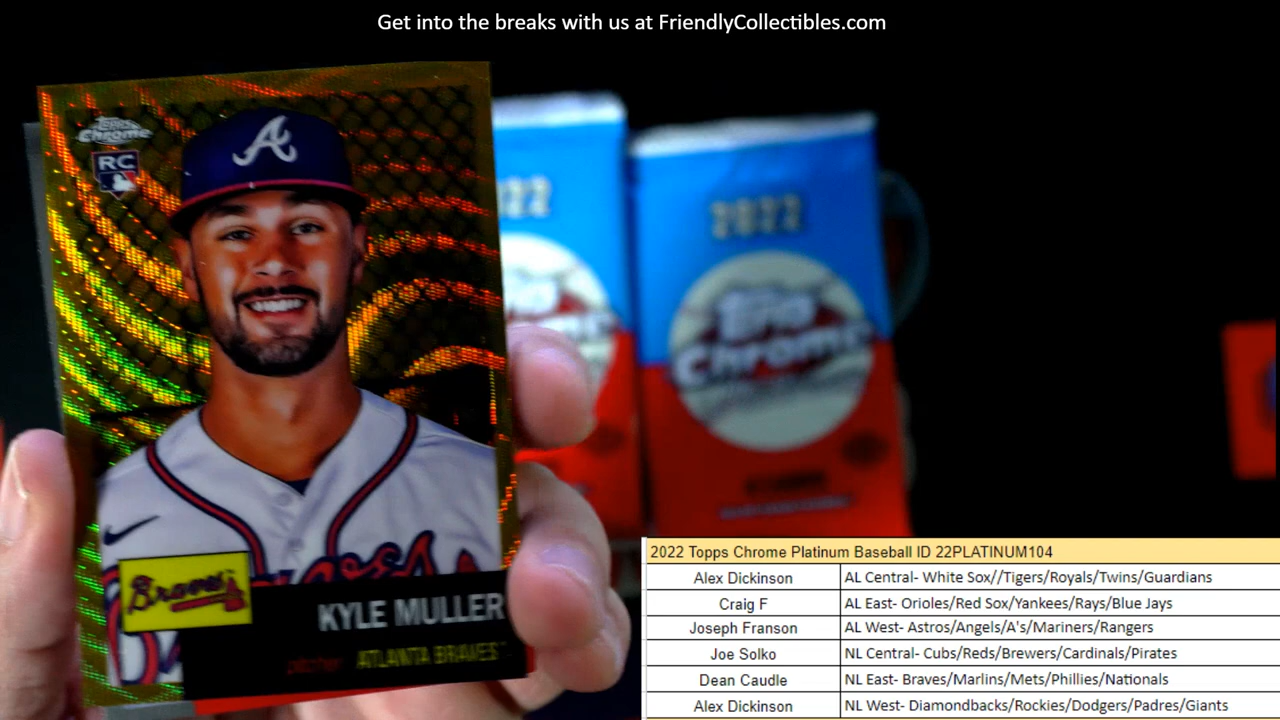 Get into the breaks with us at FriendlyCollectibles.com
Topps
Chrome
RC
A
Braves
KYLE MULLER
pitcher ATLANTA BRAVES
22
2022
Topps
Chrome
2022 Topps Chrome Platinum Baseball ID 22PLATINUM104
Alex Dickinson AL Central- White Sox//Tigers/Royals/Twins/Guardians
Craig F AL East- Orioles/Red Sox/Yankees/Rays/Blue Jays
Joseph Franson AL West- Astros/Angels/A's/Mariners/Rangers
Joe Solko NL Central- Cubs/Reds/Brewers/Cardinals/Pirates
Dean Caudle NL East- Braves/Marlins/Mets/Phillies/Nationals
Alex Dickinson NL West- Diamondbacks/Rockies/Dodgers/Padres/Giants